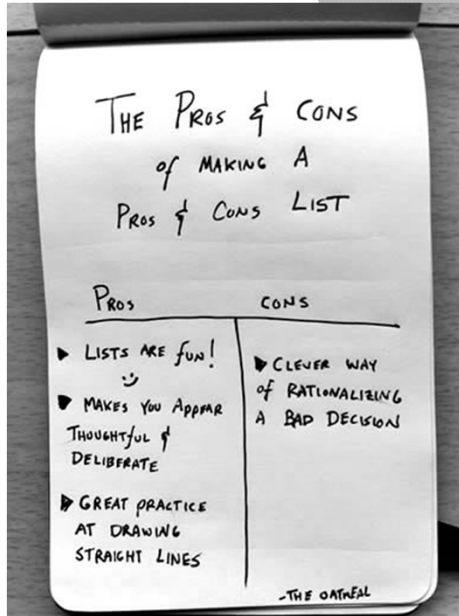 THE PROS & CONS
of MAKING A
PROS & CONS LIST
PROS
CONS
▶ LISTS ARE fUN!
▶ MAKES YOU APPEAR
THOUGHTfUL &
DELIBERATE
▶ GREAT PRACTICE
AT DRAWING
STRAIGHT LINES
▶ CLEVER WAY
of RATIONALIZING
A BAD DECISION
-THE OATMEAL